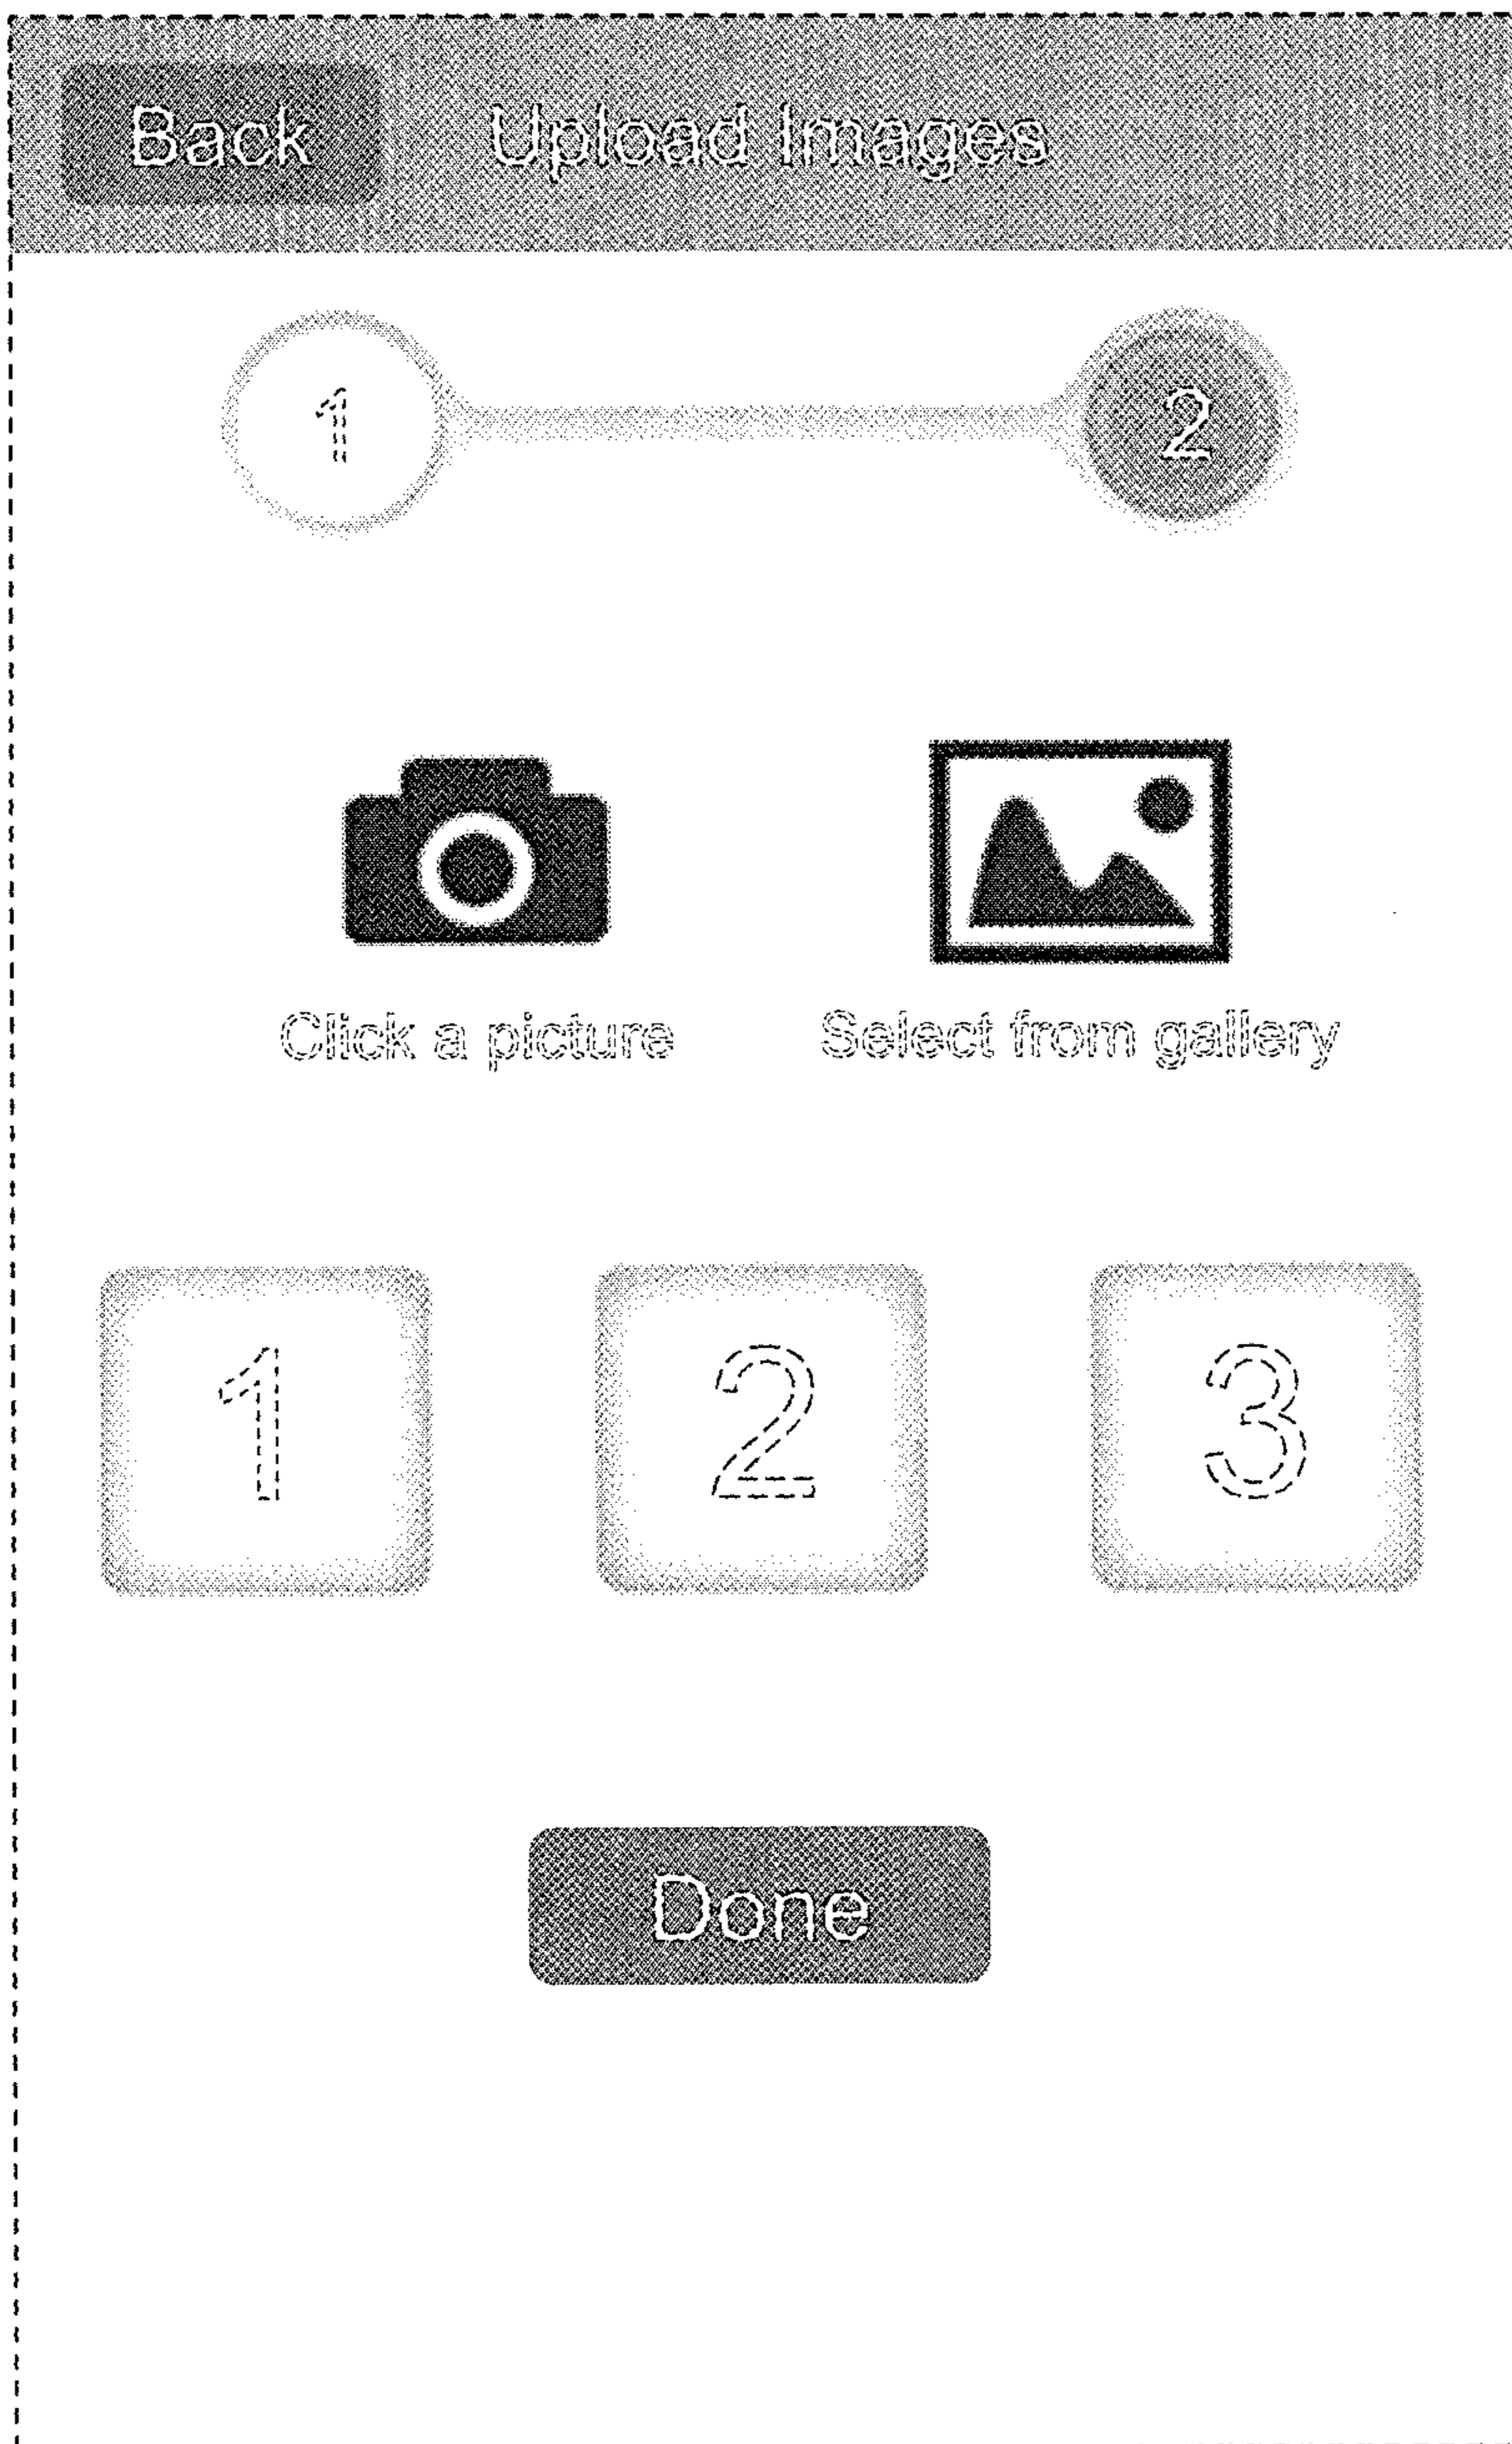 Back Upload Images
1 2
Click a picture Select from gallery
1 2 3
Done